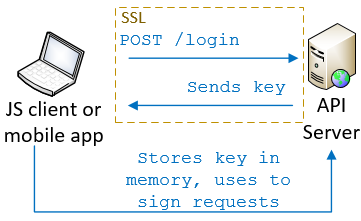 SSL
POST /login
Sends key
JS client or
mobile app
API
Server
Stores key in
memory, uses to
sign requests